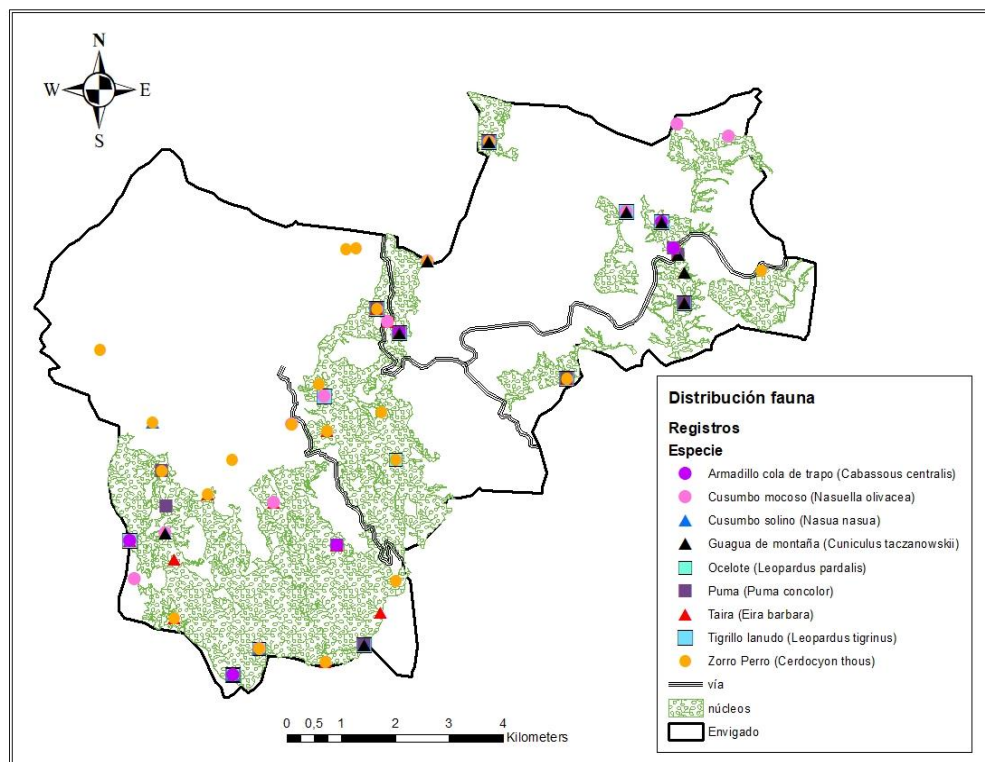 N
W E
S
Distribución fauna
Registros
Especie
Armadillo cola de trapo (Cabassous centralis)
Cusumbo mocoso (Nasuella olivacea)
Cusumbo solino (Nasua nasua)
Guagua de montaña (Cuniculus taczanowskii)
Ocelote (Leopardus pardalis)
Puma (Puma concolor)
Taira (Eira barbara)
Tigrillo lanudo (Leopardus tigrinus)
Zorro Perro (Cerdocyon thous)
vía
núcleos
Envigado
0 0,5 1 2 3 4
Kilometers